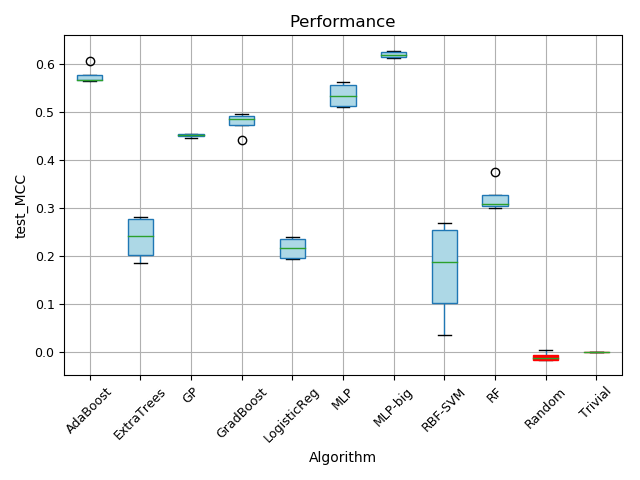 Performance
test_MCC
0.6
0.5
0.4
0.3
0.2
0.1
0.0
AdaBoost
ExtraTrees
GP
GradBoost
LogisticReg
MLP
MLP-big
RBF-SVM
RF
Random
Trivial
Algorithm